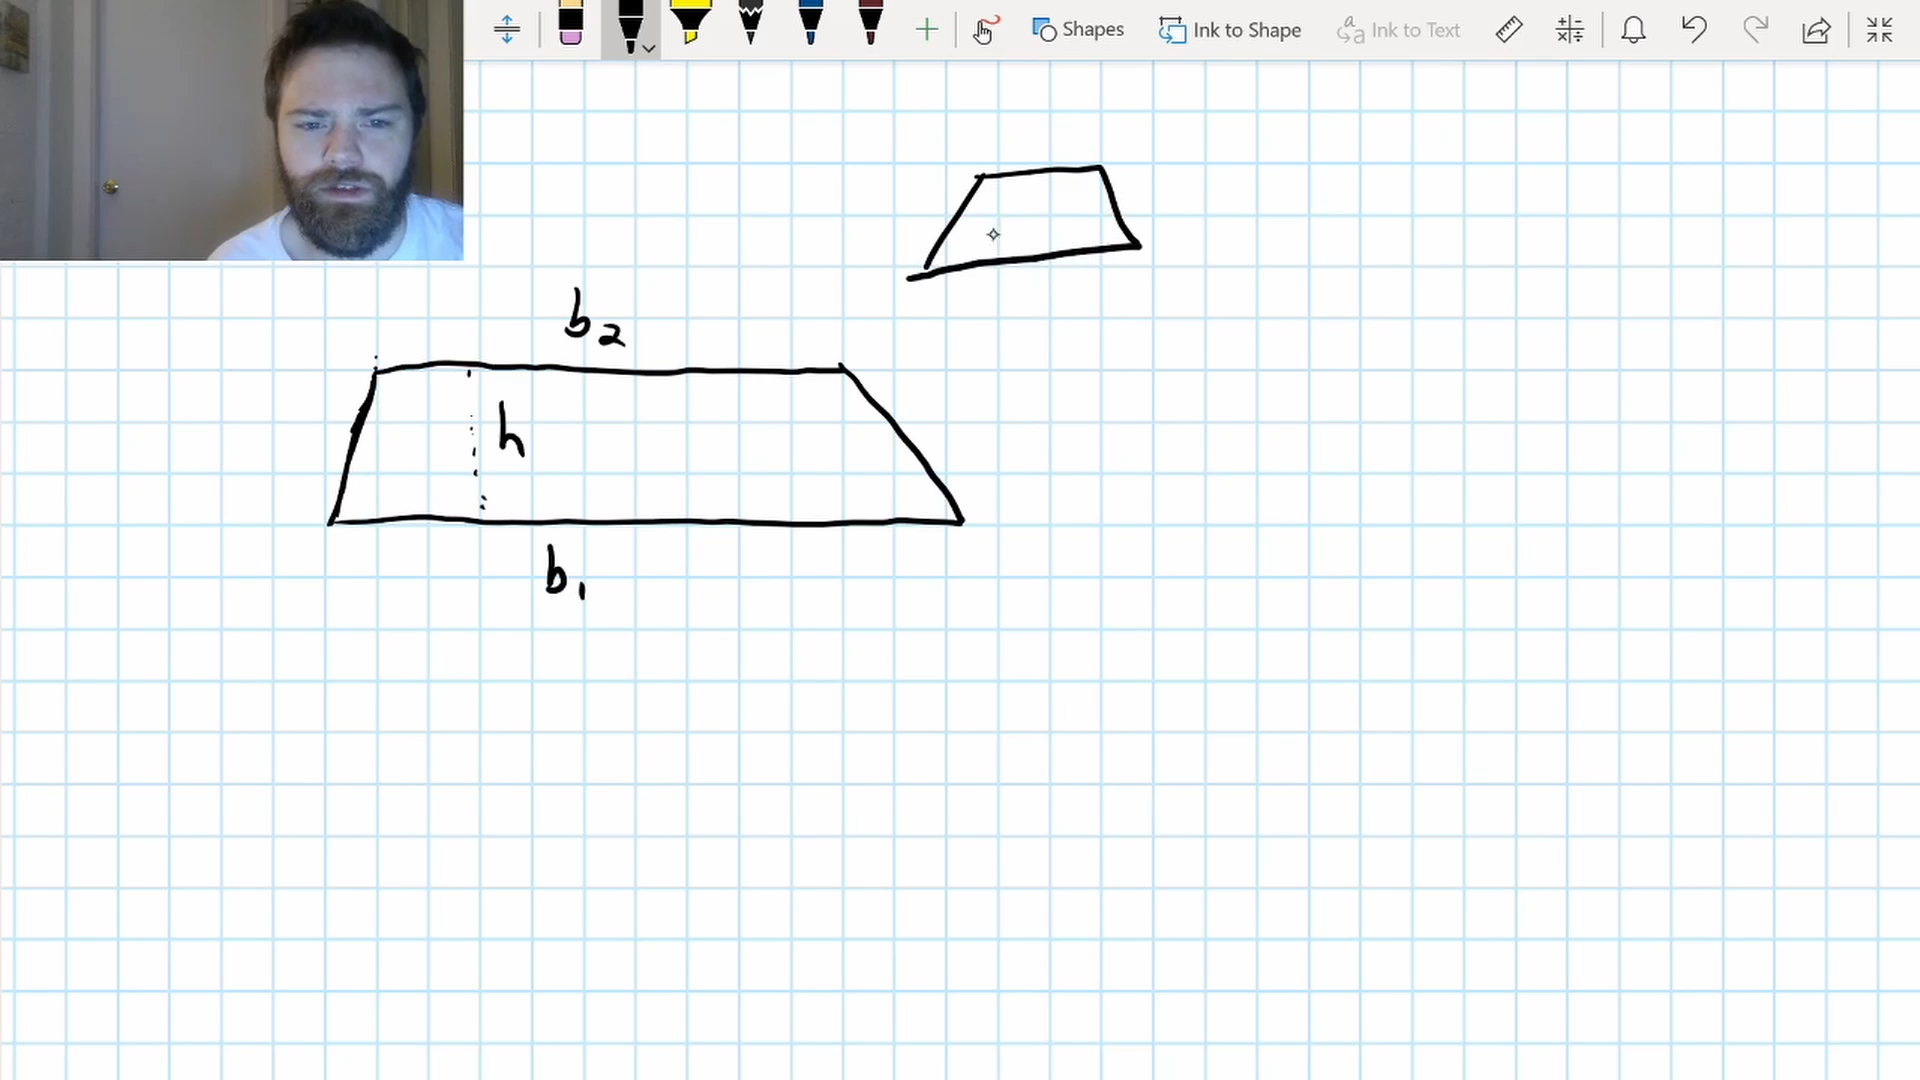 Shapes Ink to Shape Ink to Text
b₂
h
b₁